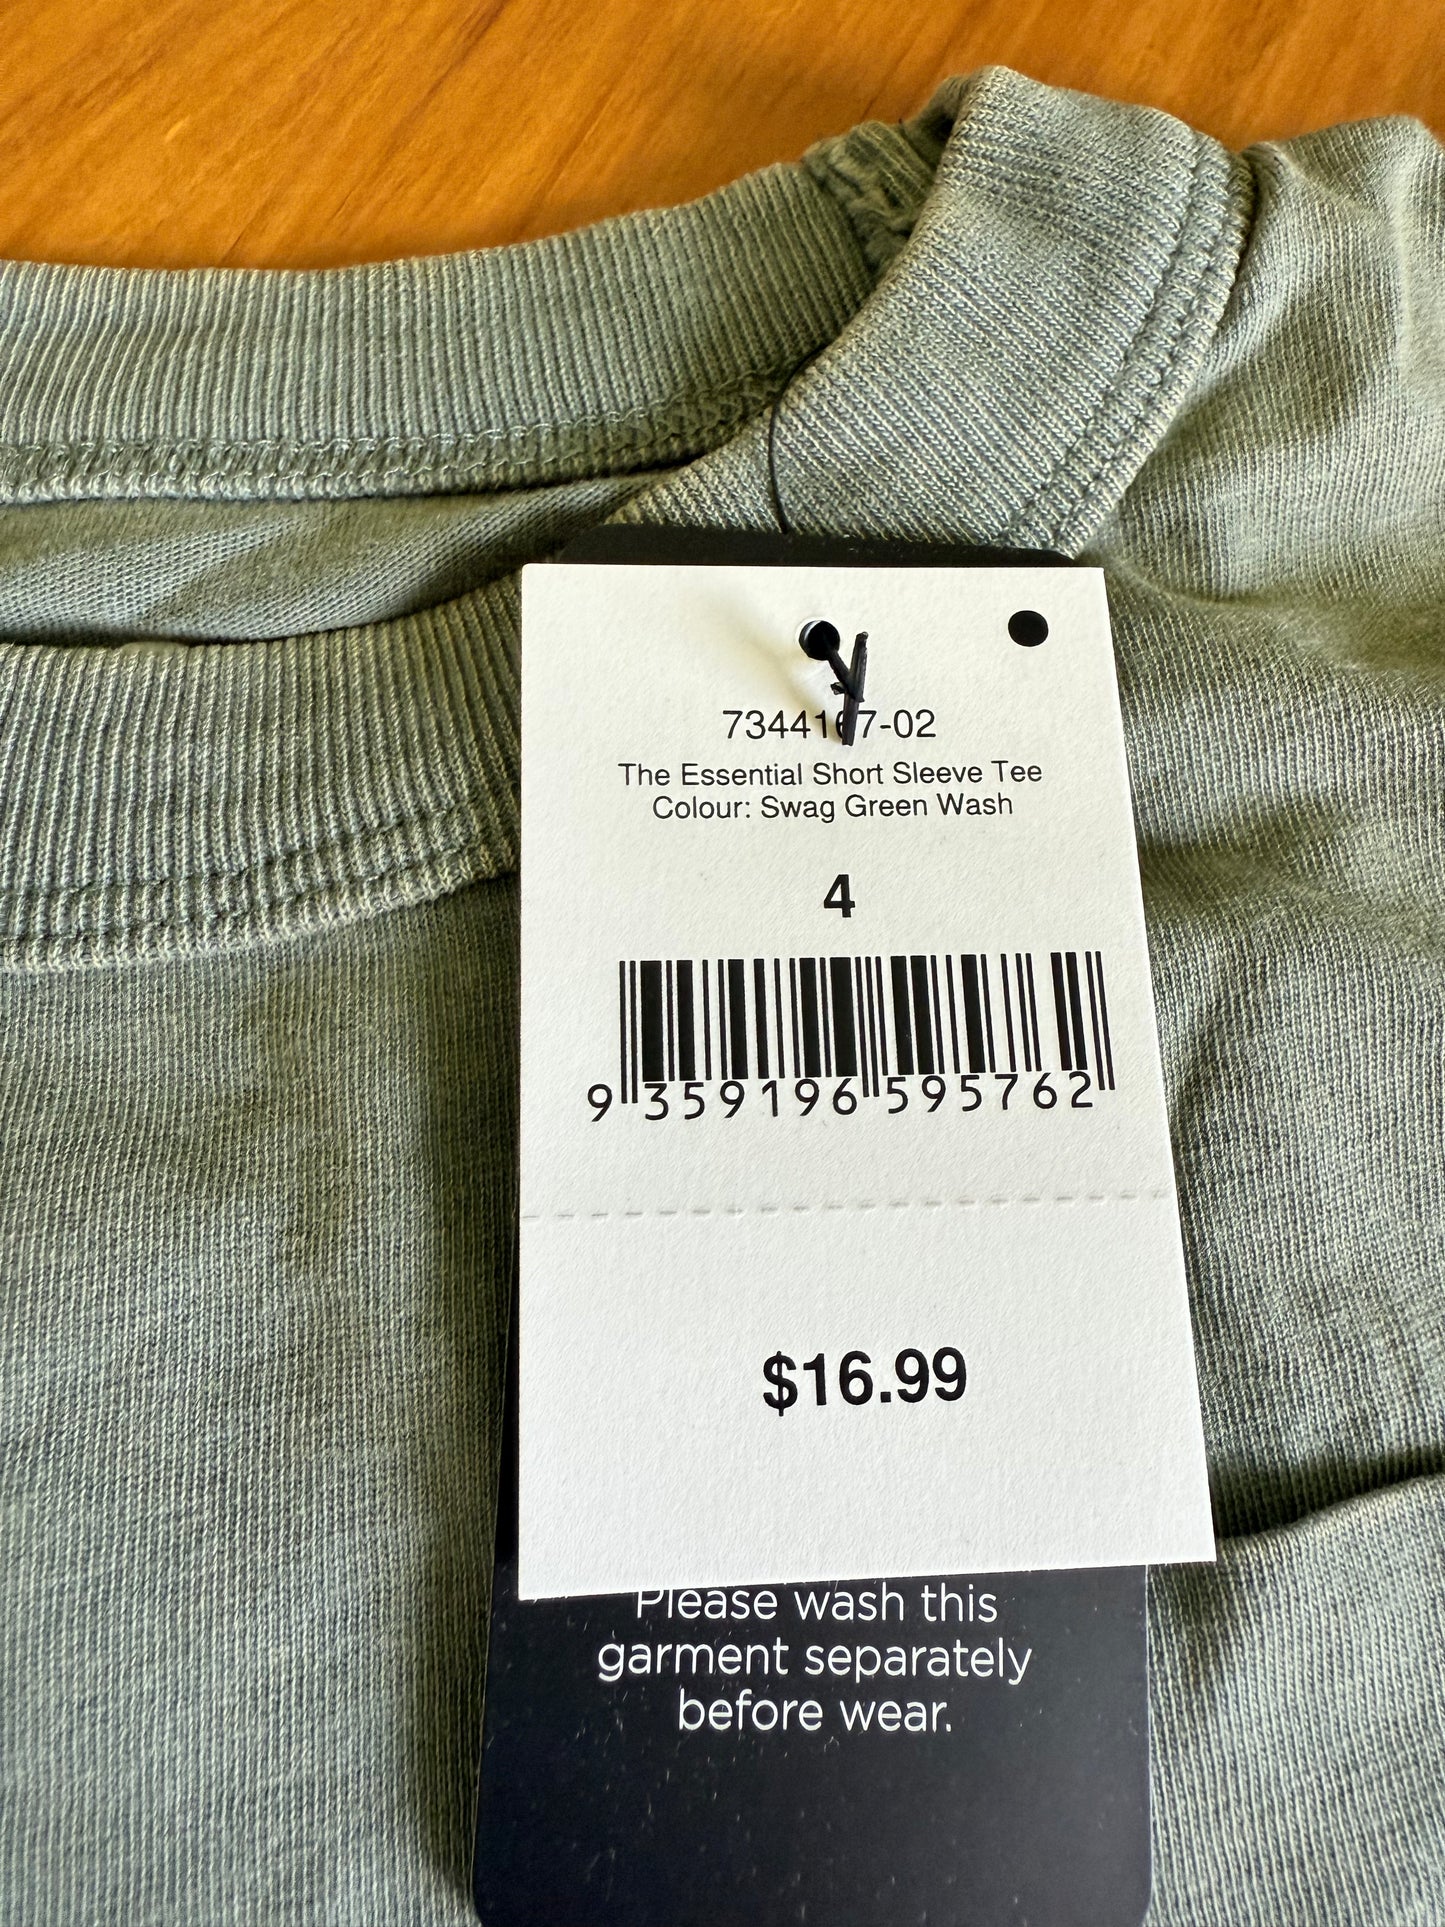 7344167-02
The Essential Short Sleeve Tee
Colour: Swag Green Wash
4
9 359196 595762
$16.99
Please wash this
garment separately
before wear.